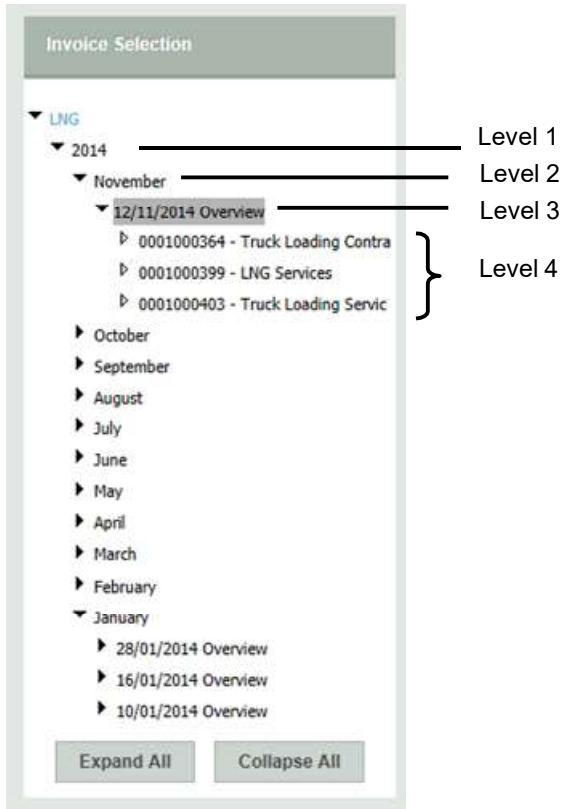 Invoice Selection
LNG
2014
Level 1
November
Level 2
12/11/2014 Overview
Level 3
0001000364 - Truck Loading Contra
0001000399 - LNG Services
Level 4
0001000403 - Truck Loading Servic
October
September
August
July
June
May
April
March
February
January
28/01/2014 Overview
16/01/2014 Overview
10/01/2014 Overview
Expand All
Collapse All